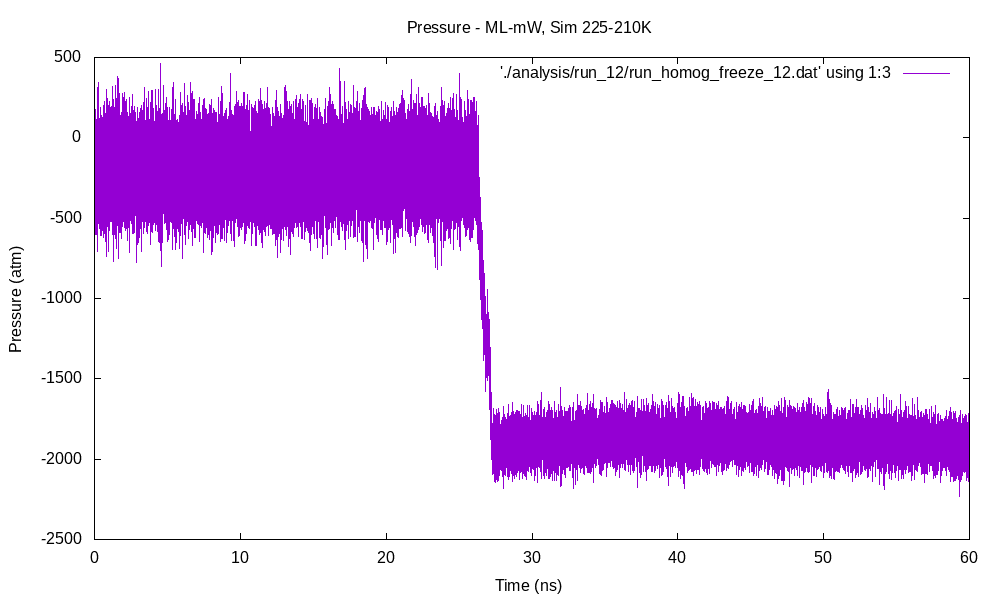 Pressure - ML-mW, Sim 225-210K
'./analysis/run_12/run_homog_freeze_12.dat' using 1:3
500
0
-500
-1000
-1500
-2000
-2500
Pressure (atm)
0 10 20 30 40 50 60
Time (ns)